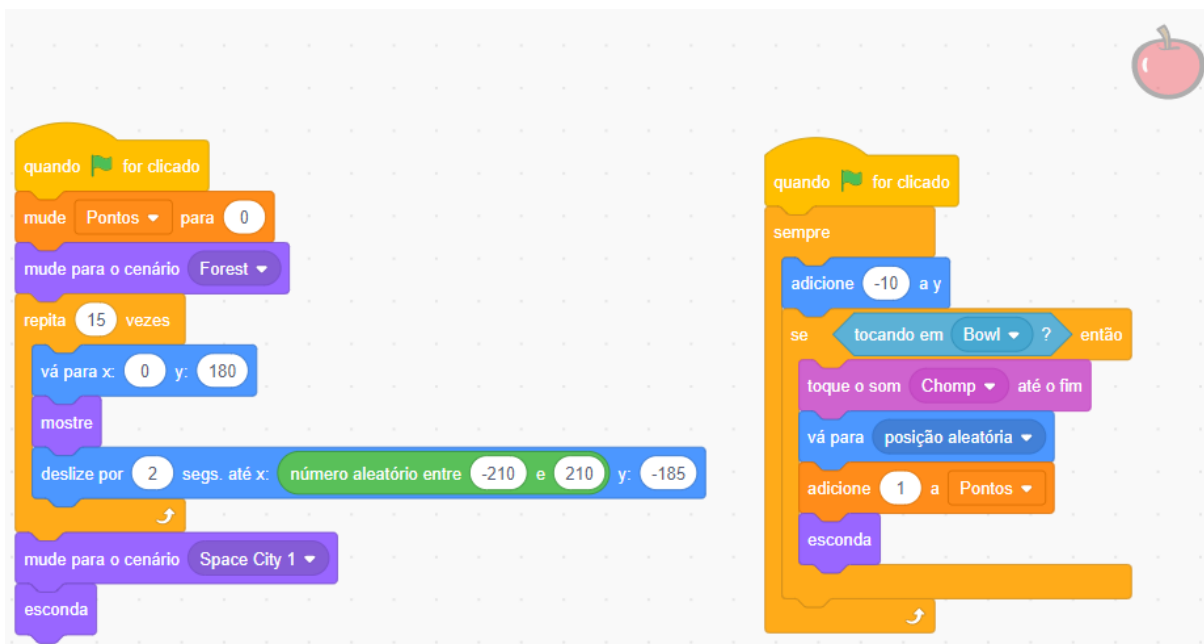 quando for clicado
mude Pontos para 0
mude para o cenário Forest
repita 15 vezes
vá para x: 0 y: 180
mostre
deslize por 2 segs. até x: número aleatório entre -210 e 210 y: -185
mude para o cenário Space City 1
esconda
quando for clicado
sempre
adicione -10 a y
se tocando em Bowl ? então
toque o som Chomp até o fim
vá para posição aleatória
adicione 1 a Pontos
esconda